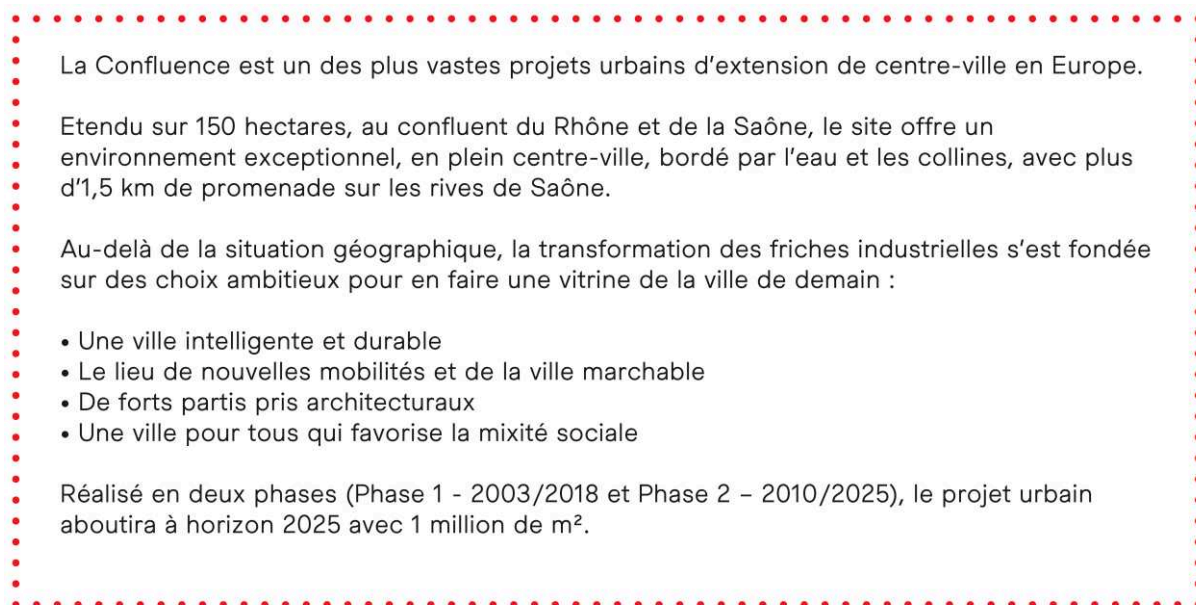 La Confluence est un des plus vastes projets urbains d'extension de centre-ville en Europe.
Etendu sur 150 hectares, au confluent du Rhône et de la Saône, le site offre un
environnement exceptionnel, en plein centre-ville, bordé par l'eau et les collines, avec plus
d'1,5 km de promenade sur les rives de Saône.
Au-delà de la situation géographique, la transformation des friches industrielles s'est fondée
sur des choix ambitieux pour en faire une vitrine de la ville de demain :
• Une ville intelligente et durable
• Le lieu de nouvelles mobilités et de la ville marchable
• De forts partis pris architecturaux
• Une ville pour tous qui favorise la mixité sociale
Réalisé en deux phases (Phase 1 - 2003/2018 et Phase 2 – 2010/2025), le projet urbain
aboutira à horizon 2025 avec 1 million de m².